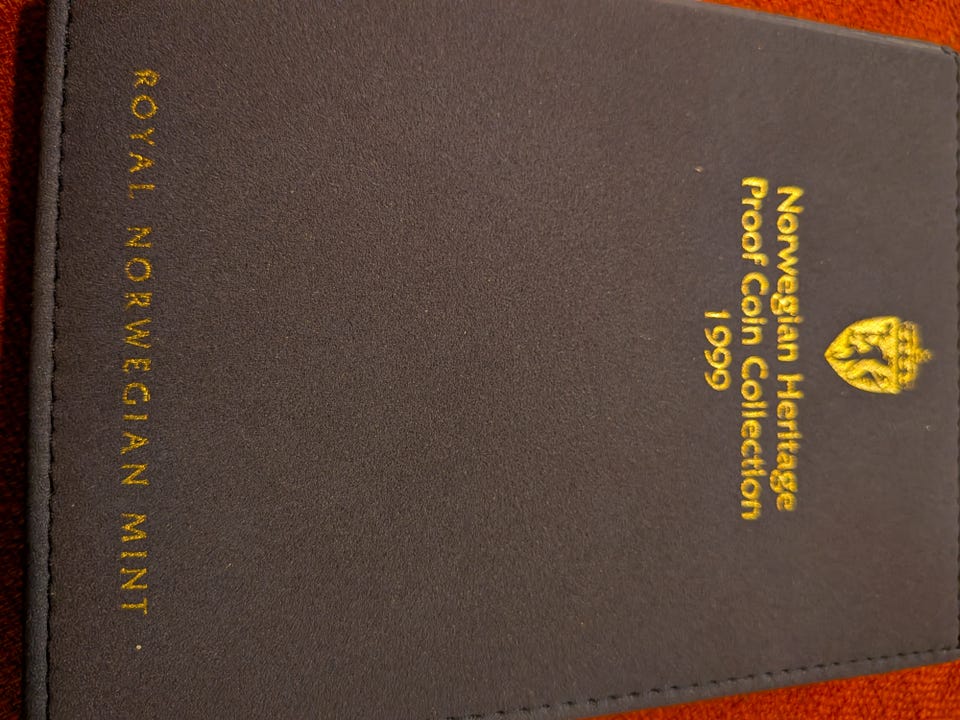 Norwegian Heritage
Proof Coin Collection
1999
ROYAL NORWEGIAN MINT